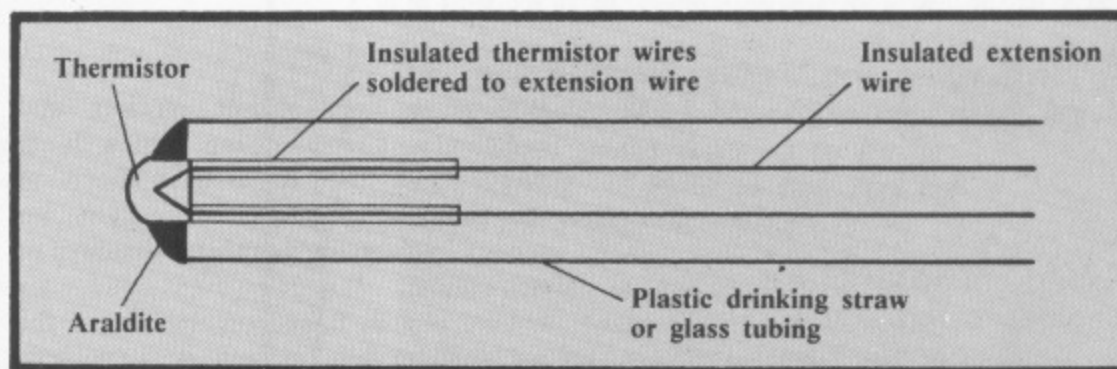 Thermistor
Insulated thermistor wires
soldered to extension wire
Insulated extension
wire
Araldite
Plastic drinking straw
or glass tubing